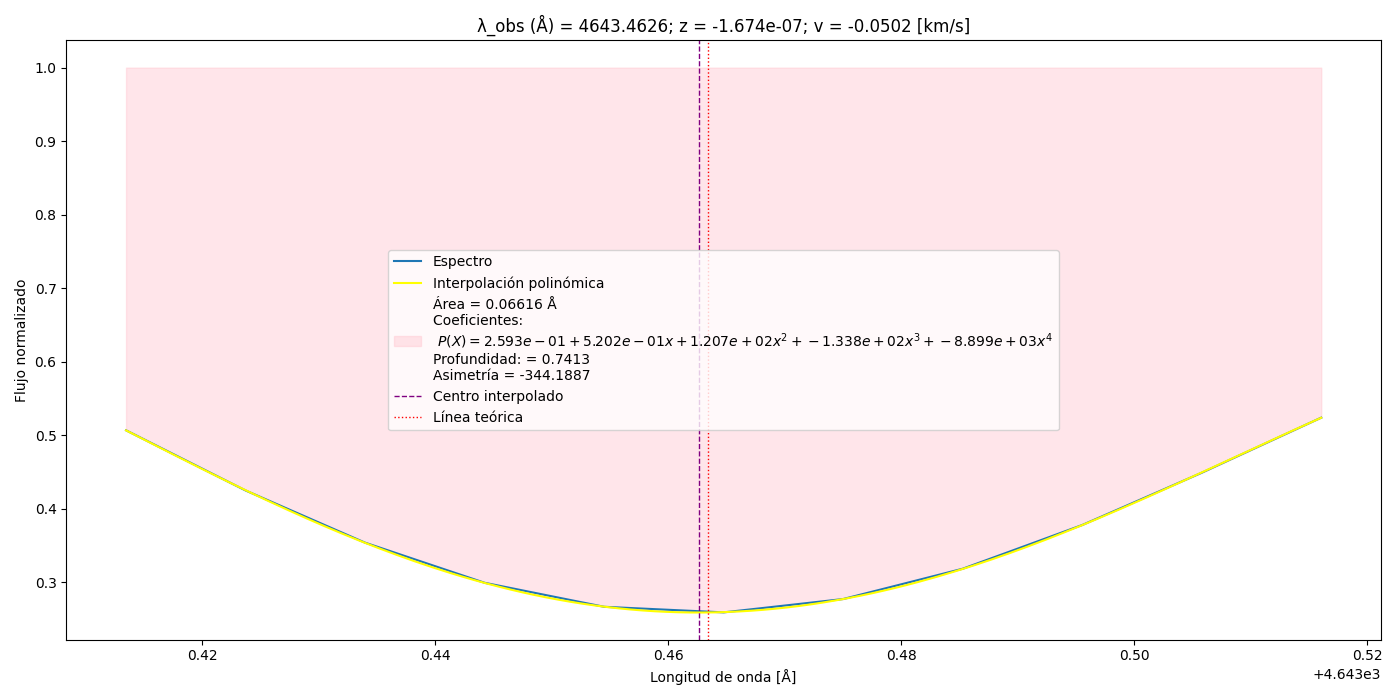 λ_obs (Å) = 4643.4626; z = -1.674e-07; v = -0.0502 [km/s]
Flujo normalizado
1.0
0.9
0.8
0.7
0.6
0.5
0.4
0.3
Espectro
Interpolación polinómica
Área = 0.06616 Å
Coeficientes:
P(X) = 2.593e − 01 + 5.202e − 01x + 1.207e + 02x² + −1.338e + 02x³ + −8.899e + 03x⁴
Profundidad: = 0.7413
Asimetría = -344.1887
Centro interpolado
Línea teórica
0.42 0.44 0.46 0.48 0.50 0.52
Longitud de onda [Å]
+4.643e3